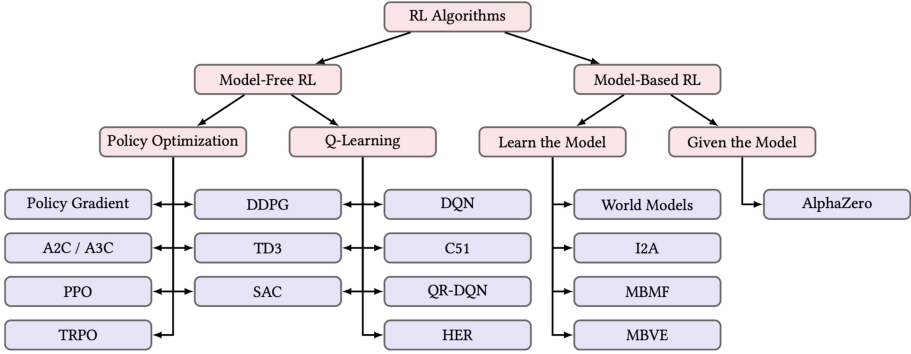 RL Algorithms
Model-Free RL
Model-Based RL
Policy Optimization
Q-Learning
Learn the Model
Given the Model
Policy Gradient
DDPG
DQN
World Models
AlphaZero
A2C / A3C
TD3
C51
I2A
PPO
SAC
QR-DQN
MBMF
TRPO
HER
MBVE